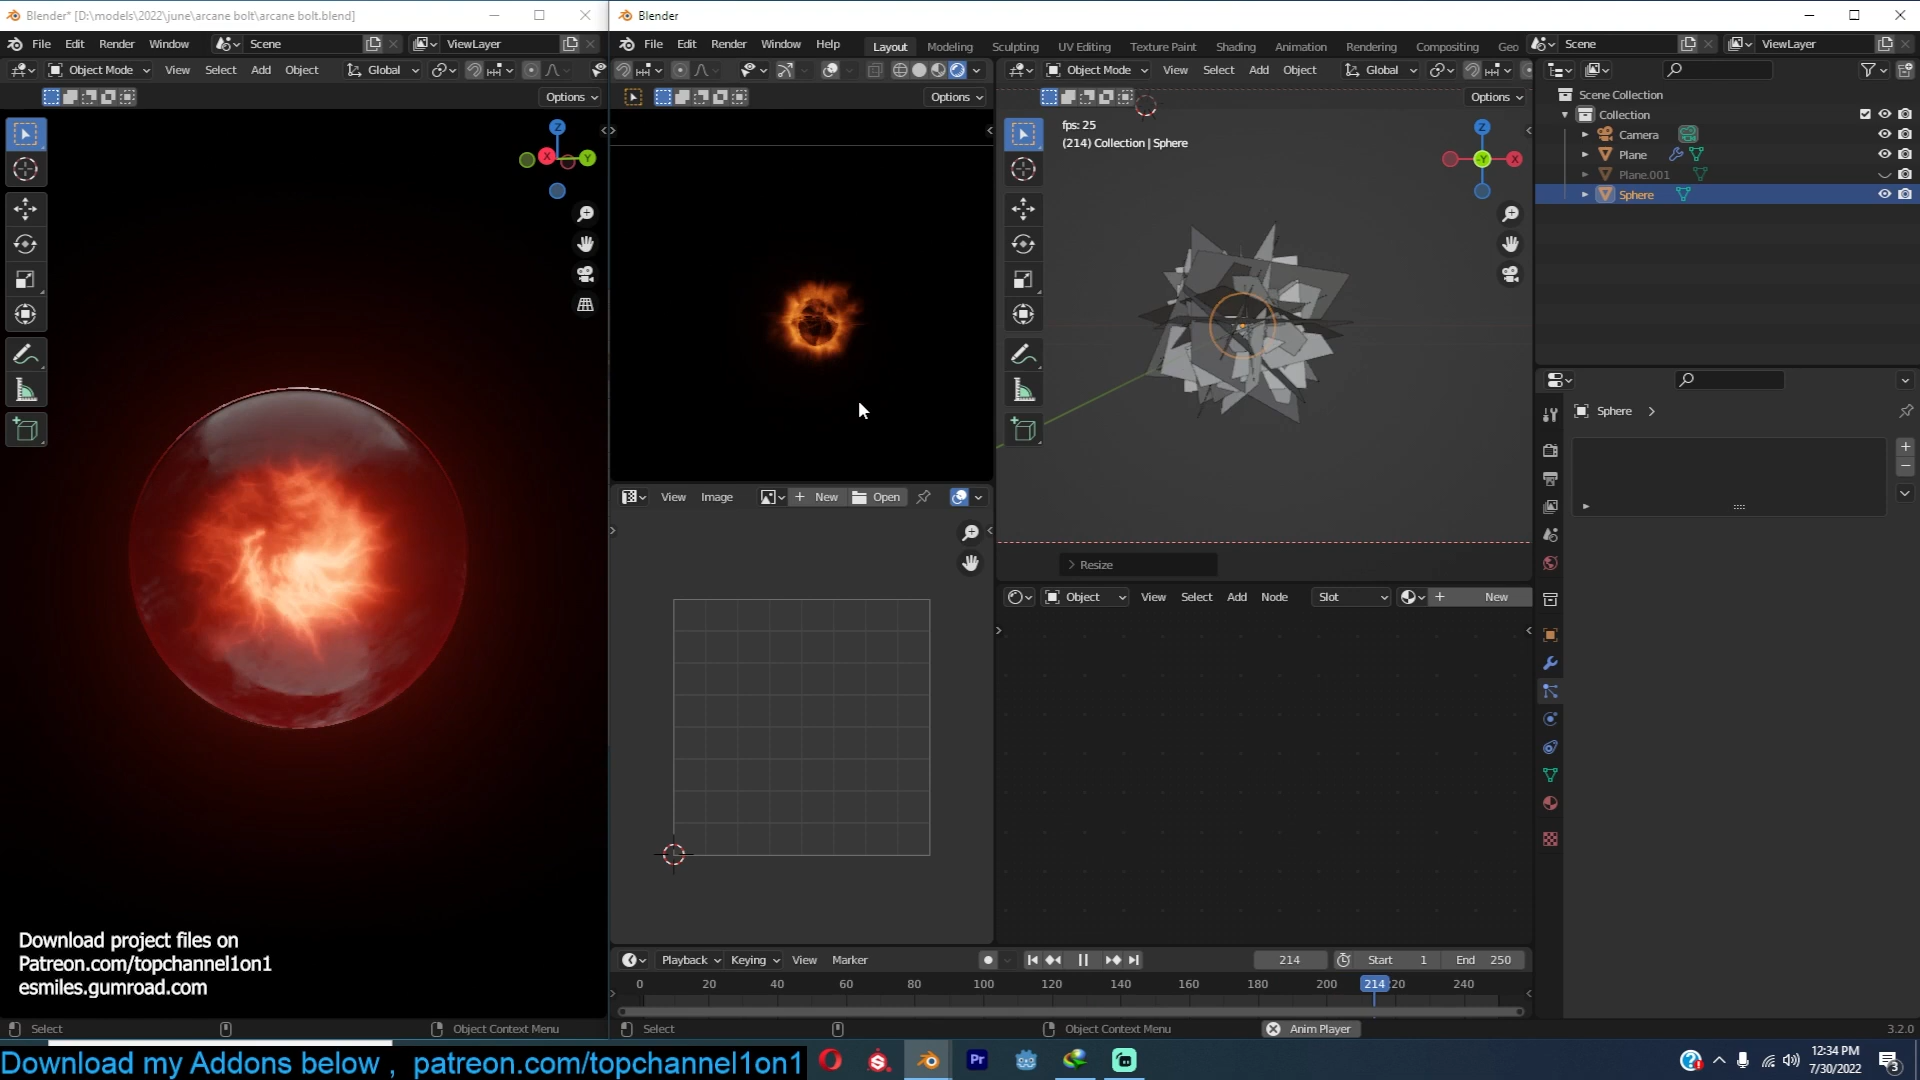 Blender* [D:\models\2022\june\arcane bolt\arcane bolt.blend]
Blender
File Edit Render Window Scene ViewLayer
File Edit Render Window Help Layout Modeling Sculpting UV Editing Texture Paint Shading Animation Rendering Compositing Geo Scene ViewLayer
Object Mode View Select Add Object Global
Object Mode View Select Add Object Global
Options
Options
Options
Z
X
Y
fps: 25
(214) Collection | Sphere
Z
-Y
X
Scene Collection
Collection
Camera
Plane
Plane.001
Sphere
Sphere
View Image New Open
Resize
Object View Select Add Node Slot New
Playback Keying View Marker 214 Start 1 End 250
0 20 40 60 80 100 120 140 160 180 200 214 20 240
Download project files on
Patreon.com/topchannel1on1
esmiles.gumroad.com
Select Object Context Menu
Select Object Context Menu Anim Player 3.2.0
Download my Addons below , patreon.com/topchannel1on1
Pr
12:34 PM
7/30/2022
3